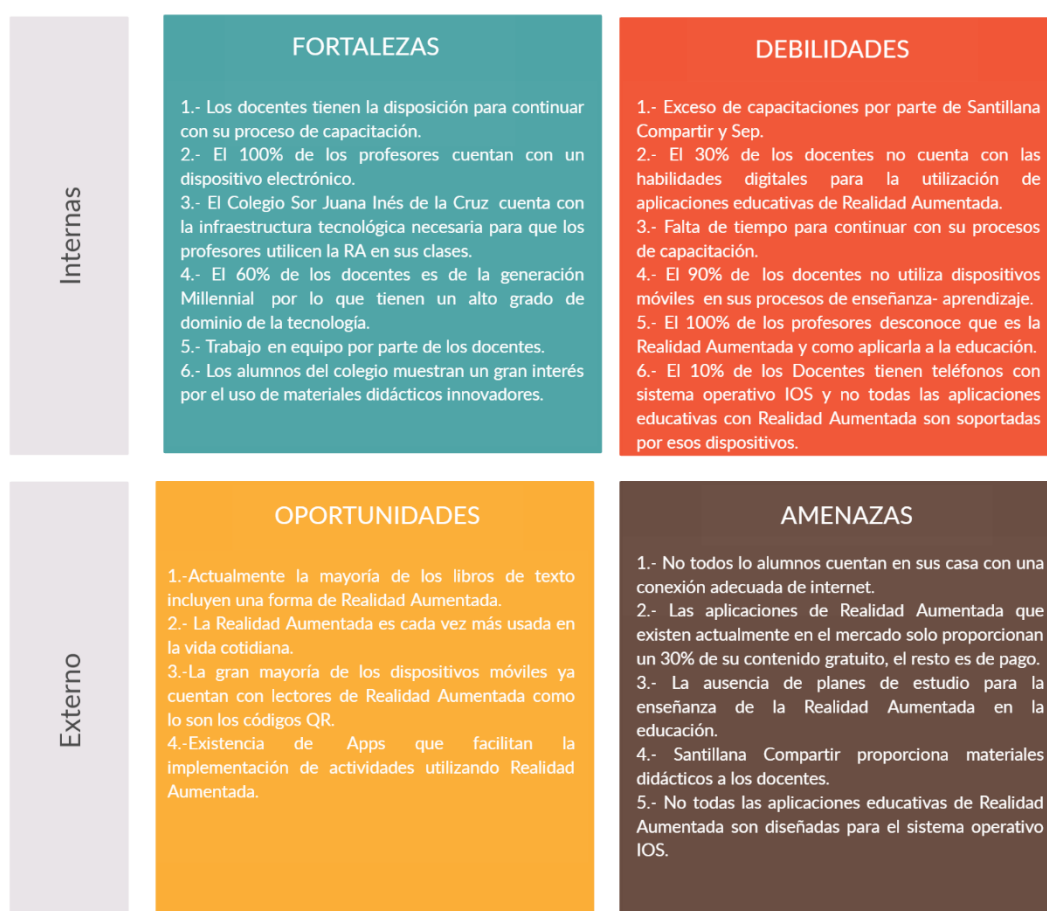 Internas
FORTALEZAS
1.- Los docentes tienen la disposición para continuar
con su proceso de capacitación.
2.- El 100% de los profesores cuentan con un
dispositivo electrónico.
3.- El Colegio Sor Juana Inés de la Cruz cuenta con
la infraestructura tecnológica necesaria para que los
profesores utilicen la RA en sus clases.
4.- El 60% de los docentes es de la generación
Millennial por lo que tienen un alto grado de
dominio de la tecnología.
5.- Trabajo en equipo por parte de los docentes.
6.- Los alumnos del colegio muestran un gran interés
por el uso de materiales didácticos innovadores.
DEBILIDADES
1.- Exceso de capacitaciones por parte de Santillana
Compartir y Sep.
2.- El 30% de los docentes no cuenta con las
habilidades digitales para la utilización de
aplicaciones educativas de Realidad Aumentada.
3.- Falta de tiempo para continuar con su procesos
de capacitación.
4.- El 90% de los docentes no utiliza dispositivos
móviles en sus procesos de enseñanza- aprendizaje.
5.- El 100% de los profesores desconoce que es la
Realidad Aumentada y como aplicarla a la educación.
6.- El 10% de los Docentes tienen teléfonos con
sistema operativo IOS y no todas las aplicaciones
educativas con Realidad Aumentada son soportadas
por esos dispositivos.
Externo
OPORTUNIDADES
1.-Actualmente la mayoría de los libros de texto
incluyen una forma de Realidad Aumentada.
2.- La Realidad Aumentada es cada vez más usada en
la vida cotidiana.
3.-La gran mayoría de los dispositivos móviles ya
cuentan con lectores de Realidad Aumentada como
lo son los códigos QR.
4.-Existencia de Apps que facilitan la
implementación de actividades utilizando Realidad
Aumentada.
AMENAZAS
1.- No todos lo alumnos cuentan en sus casa con una
conexión adecuada de internet.
2.- Las aplicaciones de Realidad Aumentada que
existen actualmente en el mercado solo proporcionan
un 30% de su contenido gratuito, el resto es de pago.
3.- La ausencia de planes de estudio para la
enseñanza de la Realidad Aumentada en la
educación.
4.- Santillana Compartir proporciona materiales
didácticos a los docentes.
5.- No todas las aplicaciones educativas de Realidad
Aumentada son diseñadas para el sistema operativo
IOS.